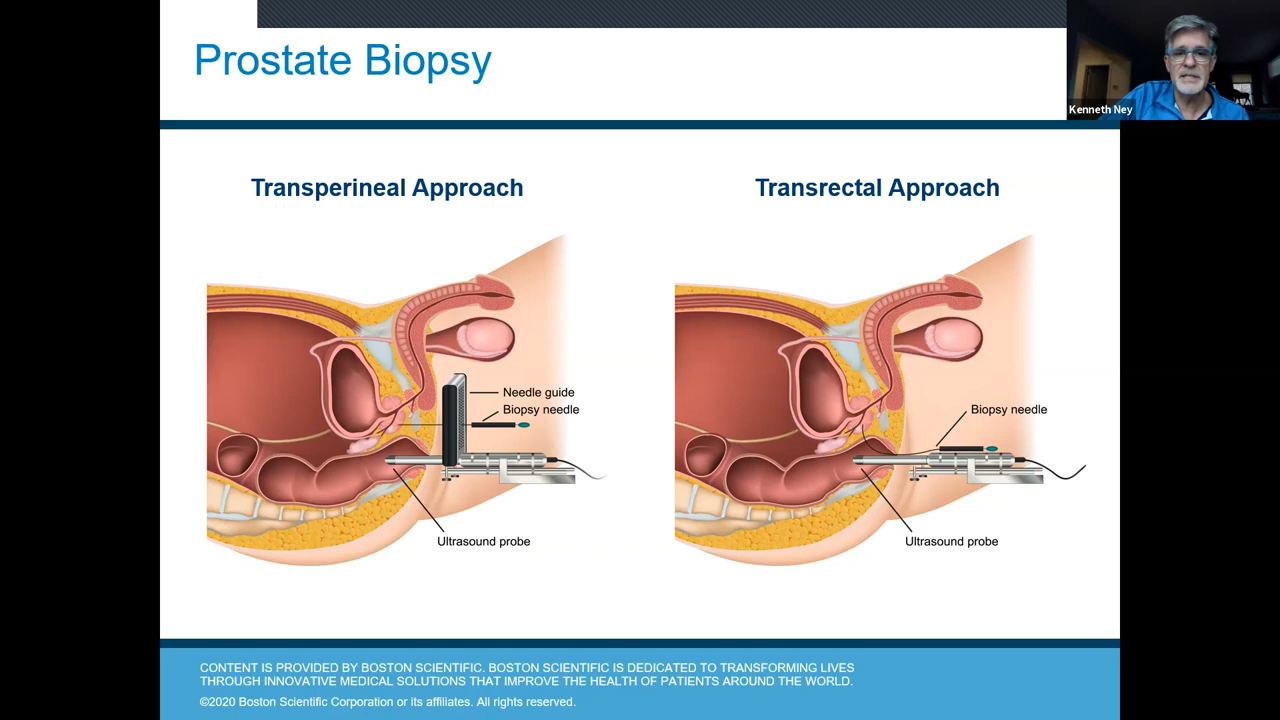 Prostate Biopsy
Kenneth Ney
Transperineal Approach
Needle guide
Biopsy needle
Ultrasound probe
Transrectal Approach
Biopsy needle
Ultrasound probe
CONTENT IS PROVIDED BY BOSTON SCIENTIFIC. BOSTON SCIENTIFIC IS DEDICATED TO TRANSFORMING LIVES
THROUGH INNOVATIVE MEDICAL SOLUTIONS THAT IMPROVE THE HEALTH OF PATIENTS AROUND THE WORLD.
©2020 Boston Scientific Corporation or its affiliates. All rights reserved.